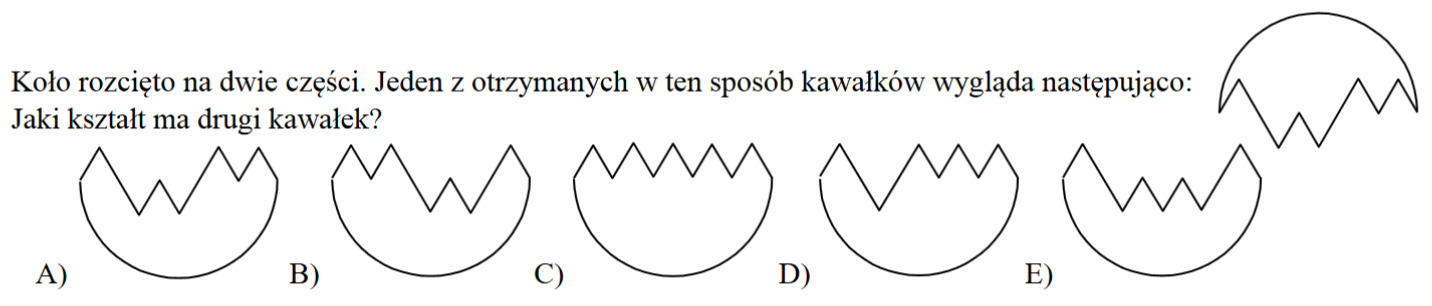 Koło rozcięto na dwie części. Jeden z otrzymanych w ten sposób kawałków wygląda następująco:
Jaki kształt ma drugi kawałek?
A) B) C) D) E)